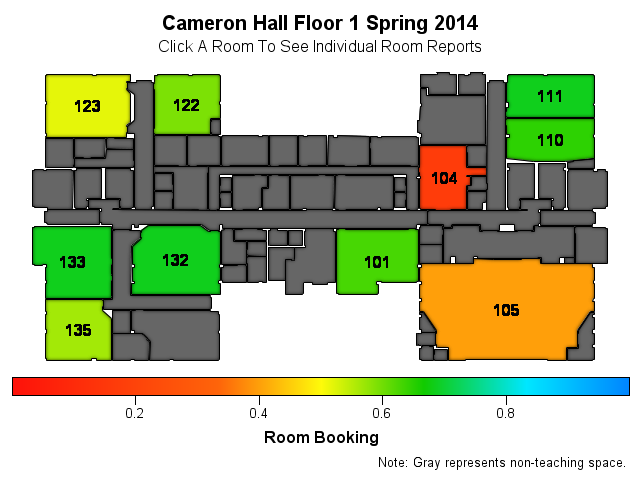 Cameron Hall Floor 1 Spring 2014
Click A Room To See Individual Room Reports
123
122
111
110
104
133
132
101
105
135
0.2 0.4 0.6 0.8
Room Booking
Note: Gray represents non-teaching space.